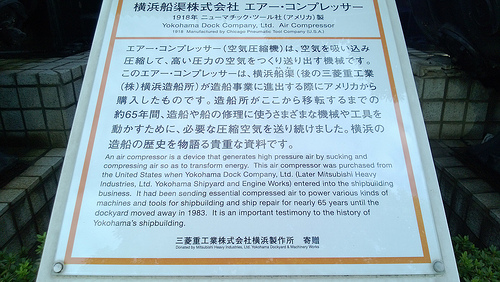 横浜船渠株式会社 エアー・コンプレッサー
1918年 ニューマチック・ツール社(アメリカ)製
Yokohama Dock Company, Ltd. Air Compressor
1918 Manufactured by Chicago Pneumatic Tool Company (U.S.A.)
エアー・コンプレッサー(空気圧縮機)は、空気を吸い込み
圧縮して、高い圧力の空気をつくり送り出す機械です。
このエアー・コンプレッサーは、横浜船渠(後の三菱重工業
(株)横浜造船所)が造船事業に進出する際にアメリカから
購入したものです。造船所がここから移転するまでの
約65年間、造船や船の修理に使うさまざまな機械や工具を
動かすために、必要な圧縮空気を送り続けました。横浜の
造船の歴史を物語る貴重な資料です。
An air compressor is a device that generates high pressure air by sucking and
compressing air so as to transform energy. This air compressor was purchased from
the United States when Yokohama Dock Company, Ltd. (Later Mitsubishi Heavy
Industries, Ltd. Yokohama Shipyard and Engine Works) entered into the shipbuilding
business. It had been sending essential compressed air to power various kinds of
machines and tools for shipbuilding and ship repair for nearly 65 years until the
dockyard moved away in 1983. It is an important testimony to the history of
Yokohama's shipbuilding.
三菱重工業株式会社横浜製作所 寄贈
Donated by Mitsubishi Heavy Industries, Ltd. Yokohama Dockyard & Machinery Works